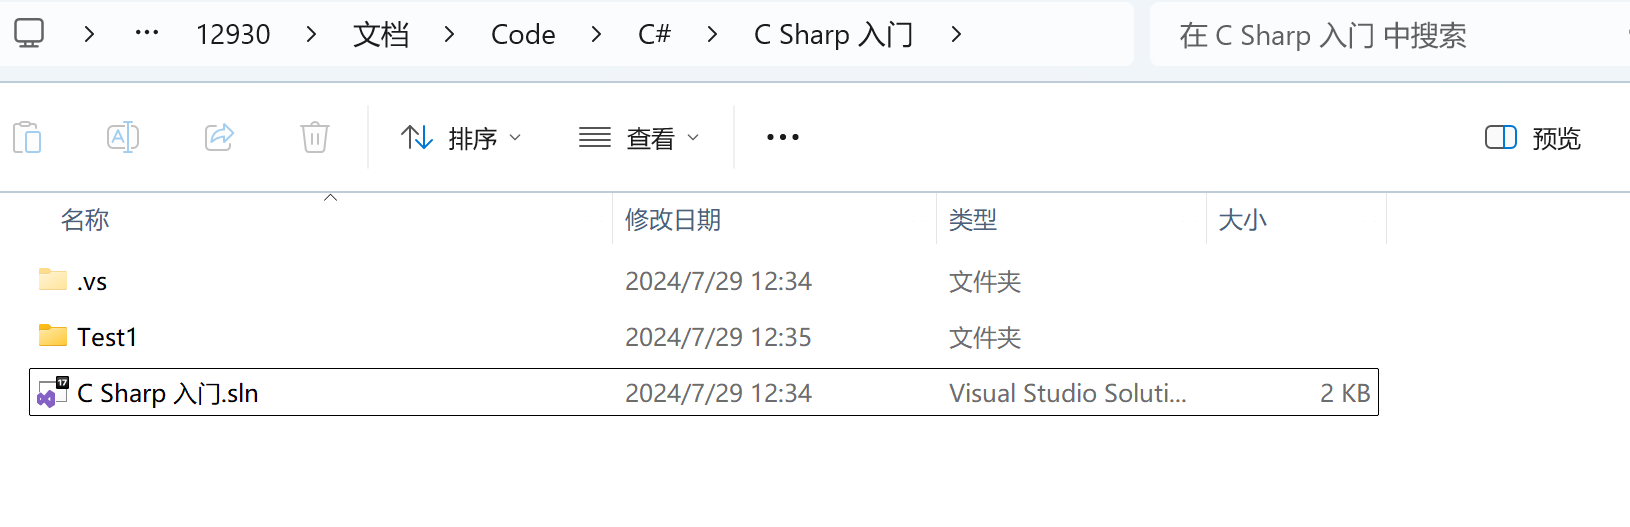 … 12930 文档 Code C# C Sharp 入门 在 C Sharp 入门 中搜索
A 排序 查看 … 预览
名称 修改日期 类型 大小
.vs 2024/7/29 12:34 文件夹
Test1 2024/7/29 12:35 文件夹
17 C Sharp 入门.sln 2024/7/29 12:34 Visual Studio Soluti... 2 KB